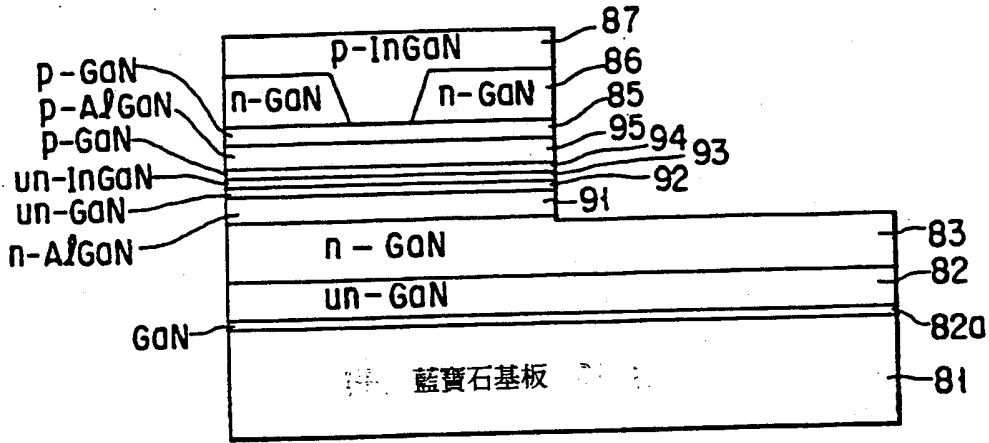 p-InGaN
87
86
p-GaN
n-GaN
n-GaN
85
p-AlGaN
95
p-GaN
94
93
un-InGaN
92
un-GaN
91
n-AlGaN
n-GaN
83
82
un-GaN
GaN
82a
藍寶石基板
81